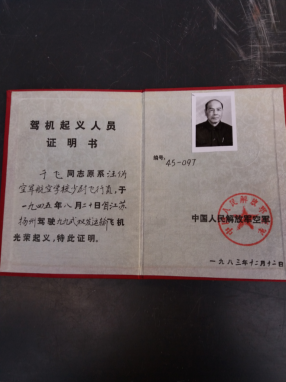 驾机起义人员
证明书
于飞同志原系汪伪
空军航空学校少尉飞行员,于
一九四五年八月二十日自江苏
扬州驾驶九九式双发运输飞机
光荣起义,特此证明。
编号:
45-097
中国人民解放军空军
一九八三年十二月十二日